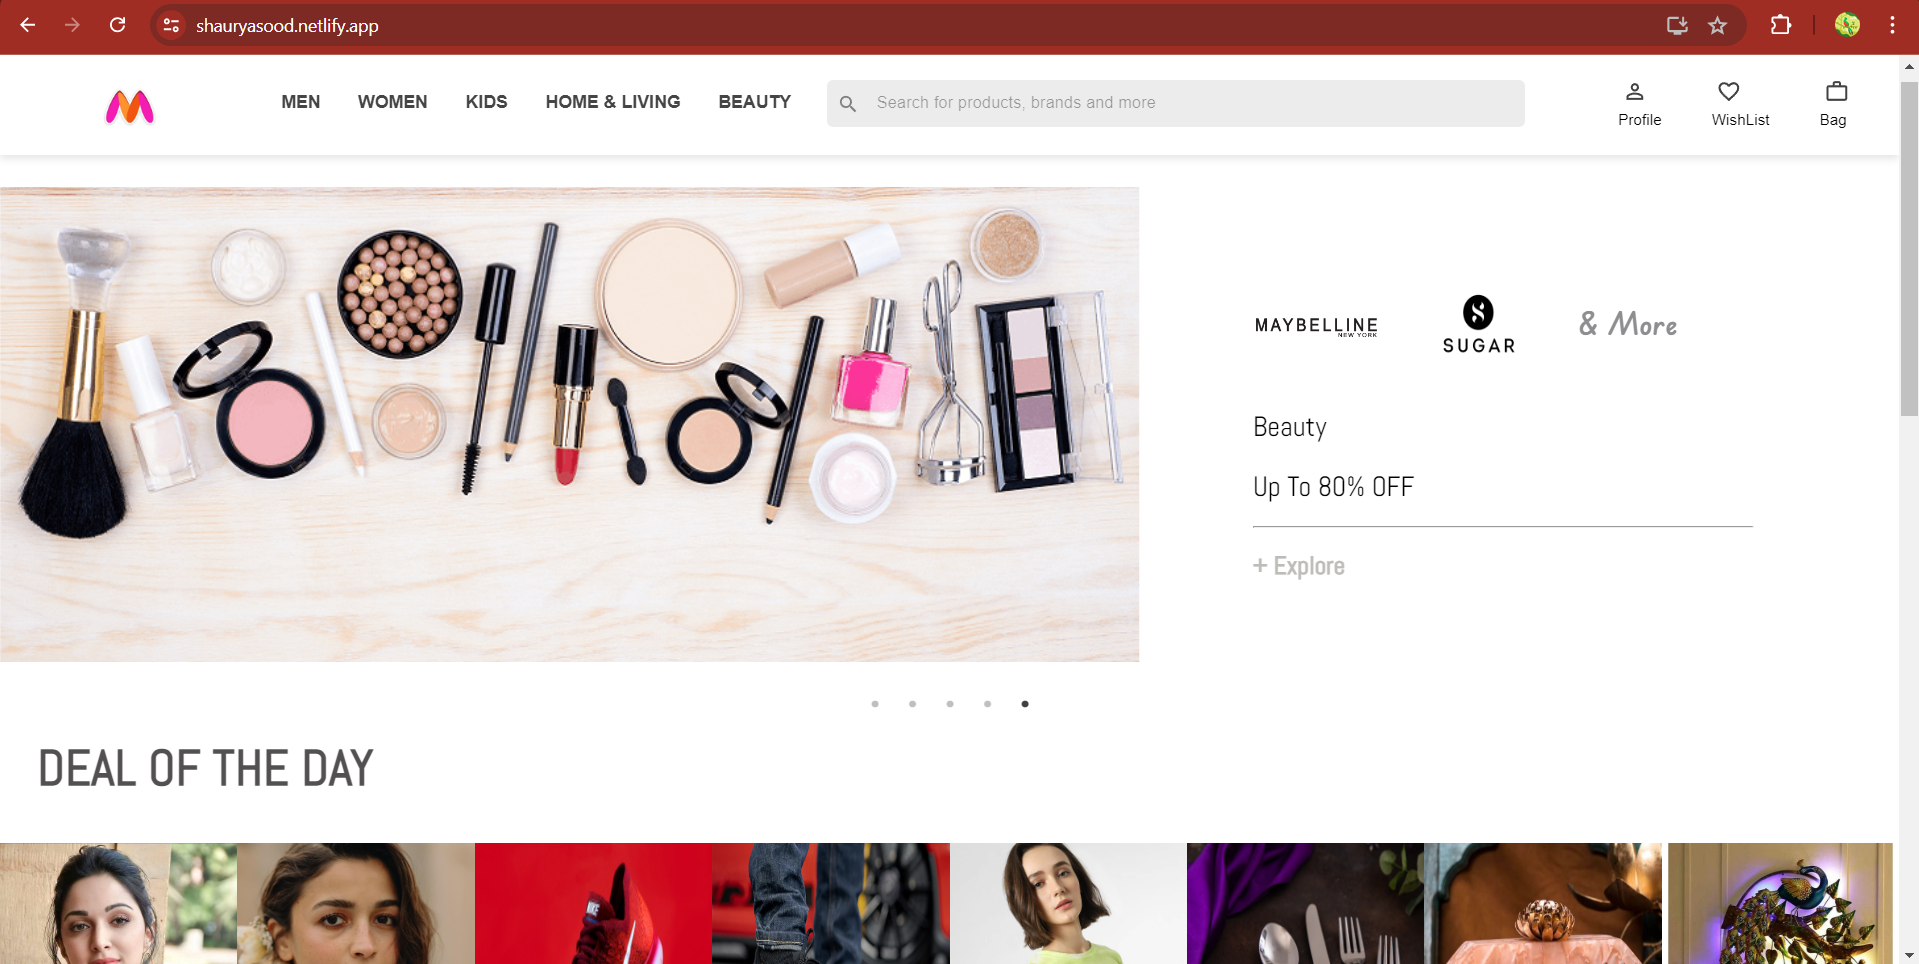 shauryasood.netlify.app
MEN WOMEN KIDS HOME & LIVING BEAUTY Search for products, brands and more
Profile WishList Bag
MAYBELLINE
NEW YORK
SUGAR
& More
Beauty
Up To 80% OFF
+ Explore
DEAL OF THE DAY
NIKE